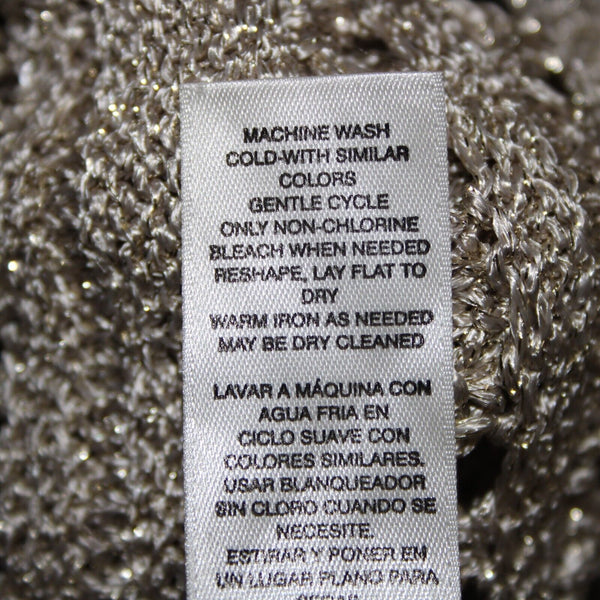 MACHINE WASH
COLD-WITH SIMILAR
COLORS
GENTLE CYCLE
ONLY NON-CHLORINE
BLEACH WHEN NEEDED
RESHAPE, LAY FLAT TO
DRY
WARM IRON AS NEEDED
MAY BE DRY CLEANED
LAVAR A MÁQUINA CON
AGUA FRIA EN
CICLO SUAVE CON
COLORES SIMILARES.
USAR BLANQUEADOR
SIN CLORO CUANDO SE
NECESITE.
ESTIRAR Y PONER EM
UN LUGAR PLANO PARA